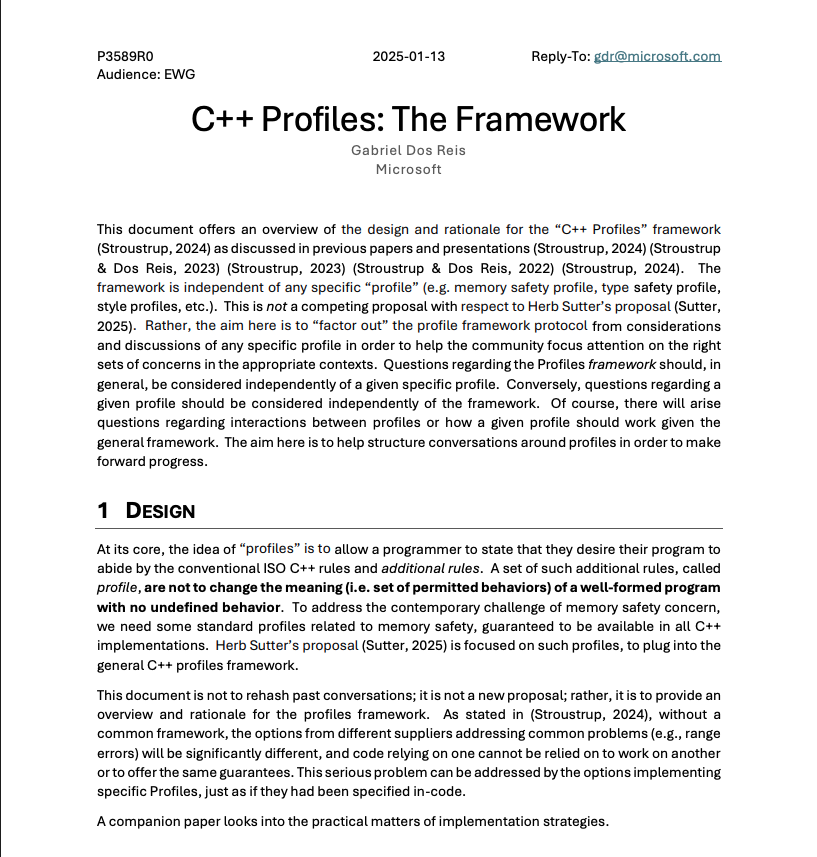 P3589R0 2025-01-13 Reply-To: gdr@microsoft.com
Audience: EWG
C++ Profiles: The Framework
Gabriel Dos Reis
Microsoft
This document offers an overview of the design and rationale for the “C++ Profiles” framework
(Stroustrup, 2024) as discussed in previous papers and presentations (Stroustrup, 2024) (Stroustrup
& Dos Reis, 2023) (Stroustrup, 2023) (Stroustrup & Dos Reis, 2022) (Stroustrup, 2024). The
framework is independent of any specific “profile” (e.g. memory safety profile, type safety profile,
style profiles, etc.). This is not a competing proposal with respect to Herb Sutter’s proposal (Sutter,
2025). Rather, the aim here is to “factor out” the profile framework protocol from considerations
and discussions of any specific profile in order to help the community focus attention on the right
sets of concerns in the appropriate contexts. Questions regarding the Profiles framework should, in
general, be considered independently of a given specific profile. Conversely, questions regarding a
given profile should be considered independently of the framework. Of course, there will arise
questions regarding interactions between profiles or how a given profile should work given the
general framework. The aim here is to help structure conversations around profiles in order to make
forward progress.
1 DESIGN
At its core, the idea of “profiles” is to allow a programmer to state that they desire their program to
abide by the conventional ISO C++ rules and additional rules. A set of such additional rules, called
profile, are not to change the meaning (i.e. set of permitted behaviors) of a well-formed program
with no undefined behavior. To address the contemporary challenge of memory safety concern,
we need some standard profiles related to memory safety, guaranteed to be available in all C++
implementations. Herb Sutter’s proposal (Sutter, 2025) is focused on such profiles, to plug into the
general C++ profiles framework.
This document is not to rehash past conversations; it is not a new proposal; rather, it is to provide an
overview and rationale for the profiles framework. As stated in (Stroustrup, 2024), without a
common framework, the options from different suppliers addressing common problems (e.g., range
errors) will be significantly different, and code relying on one cannot be relied on to work on another
or to offer the same guarantees. This serious problem can be addressed by the options implementing
specific Profiles, just as if they had been specified in-code.
A companion paper looks into the practical matters of implementation strategies.